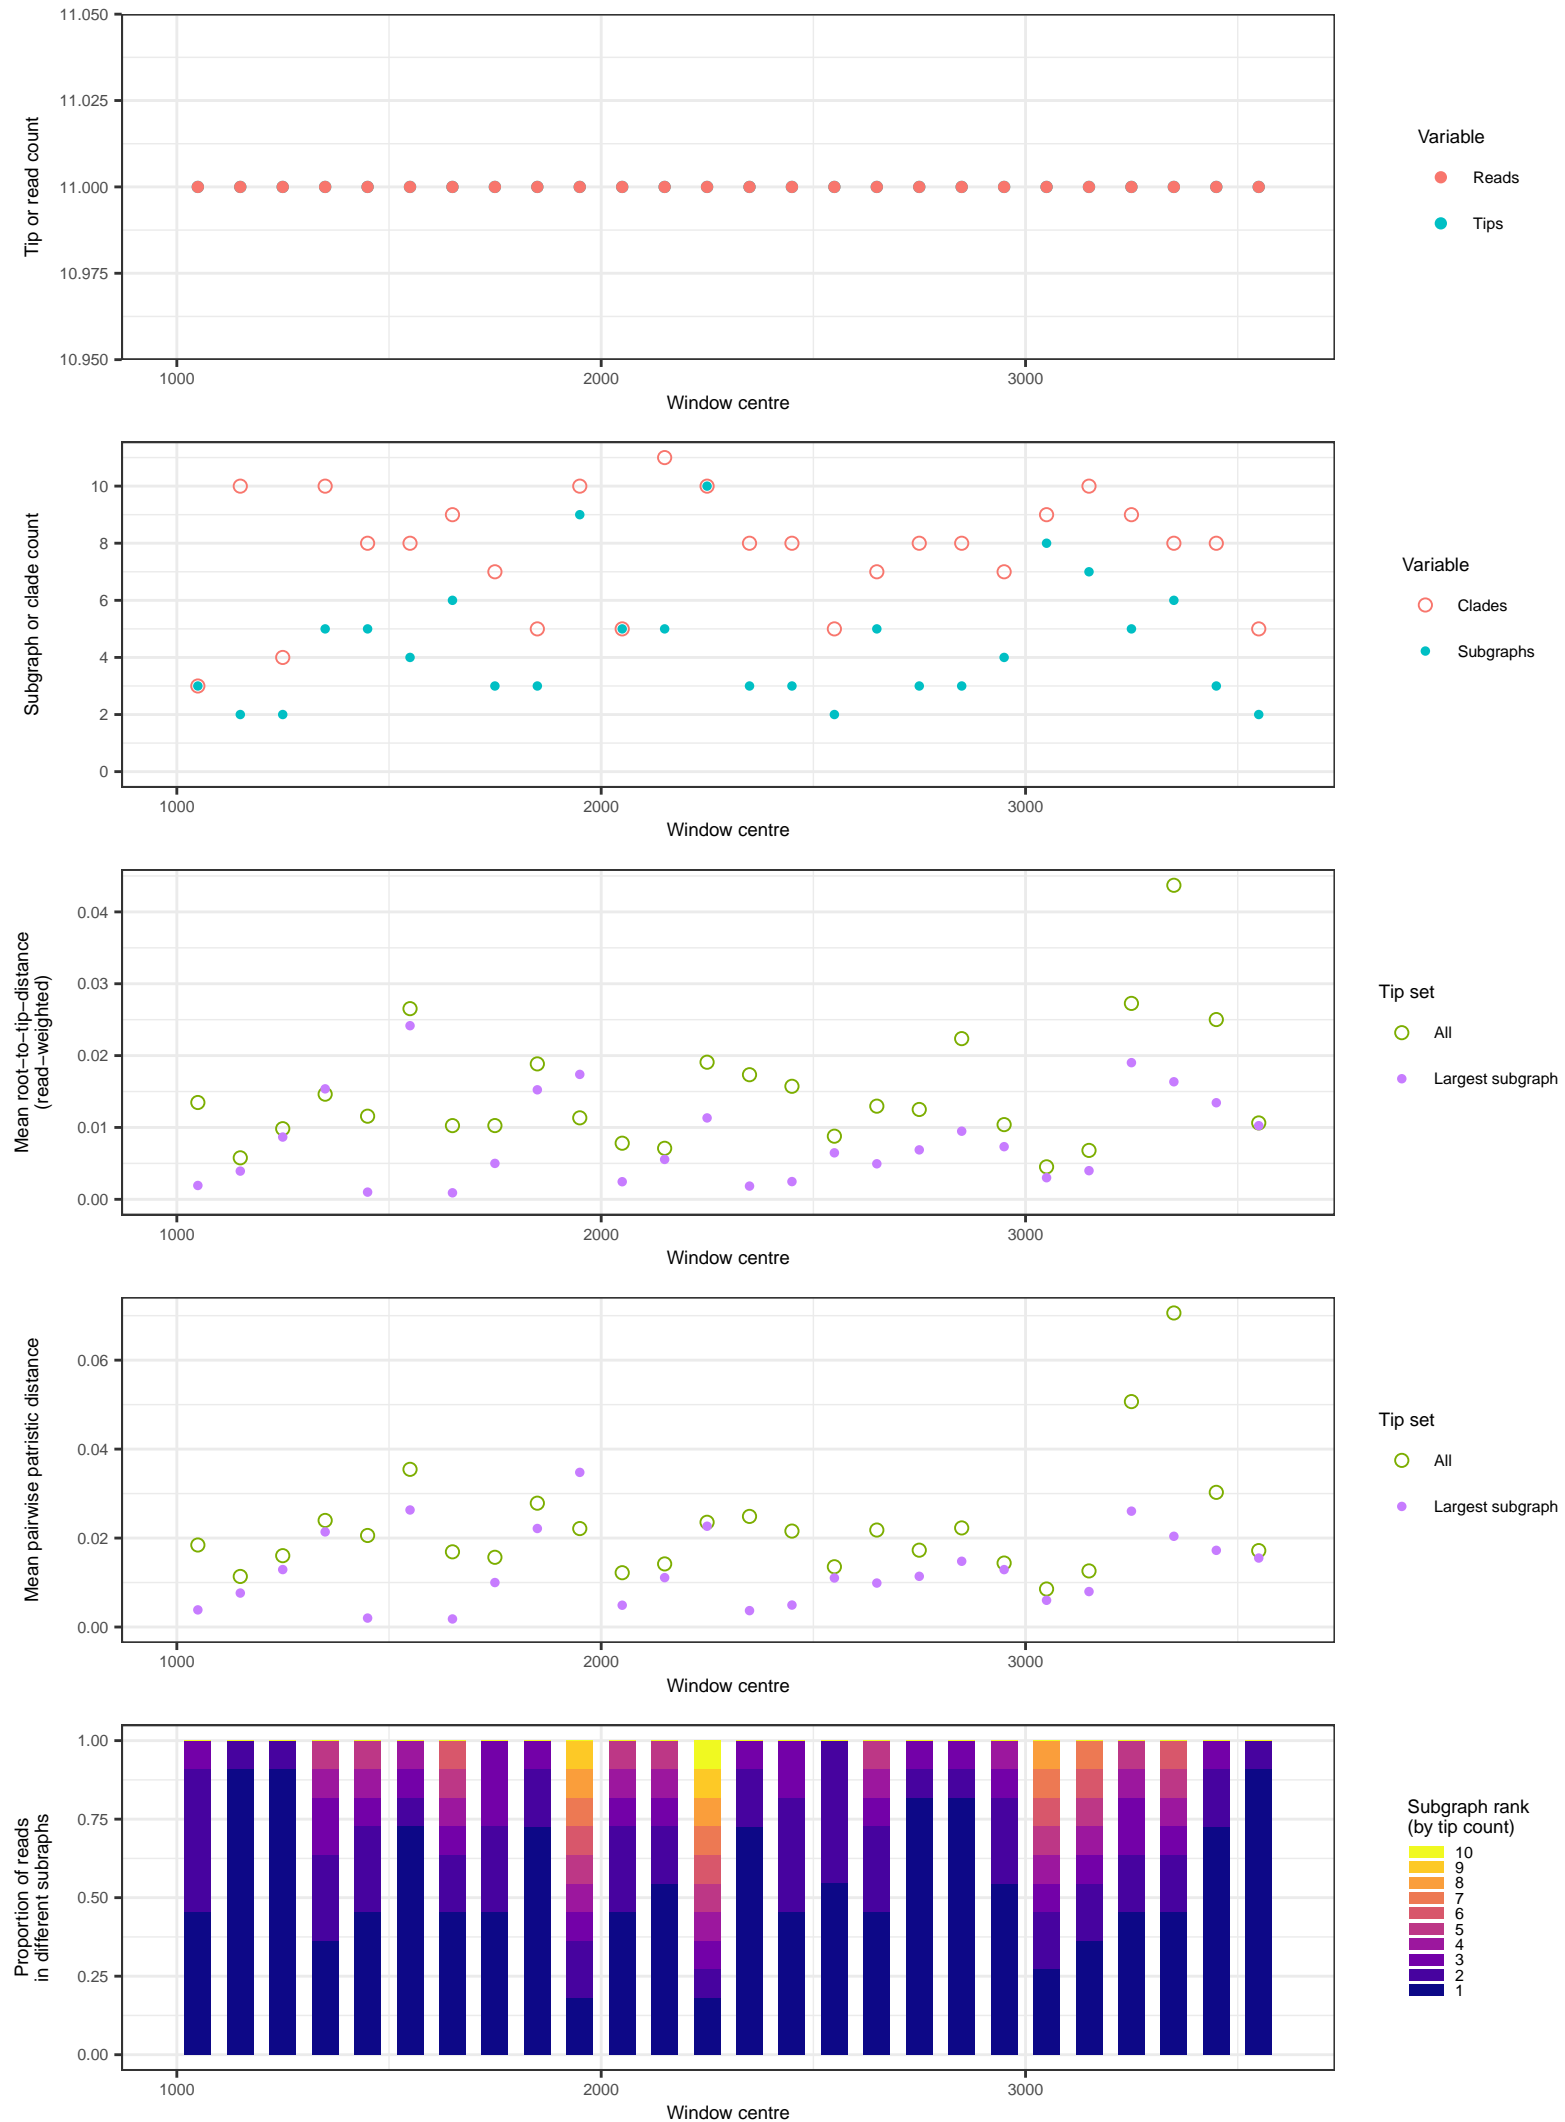 11.050
11.025
11.000
10.975
10.950
Tip or read count
1000 2000 3000
Window centre
Variable
Reads
Tips
10
8
6
4
2
0
Subgraph or clade count
1000 2000 3000
Window centre
Variable
Clades
Subgraphs
0.04
0.03
0.02
0.01
0.00
Mean root−to−tip−distance
(read−weighted)
1000 2000 3000
Window centre
Tip set
All
Largest subgraph
0.06
0.04
0.02
0.00
Mean pairwise patristic distance
1000 2000 3000
Window centre
Tip set
All
Largest subgraph
1.00
0.75
0.50
0.25
0.00
Proportion of reads
in different subraphs
1000 2000 3000
Window centre
Subgraph rank
(by tip count)
10
9
8
7
6
5
4
3
2
1